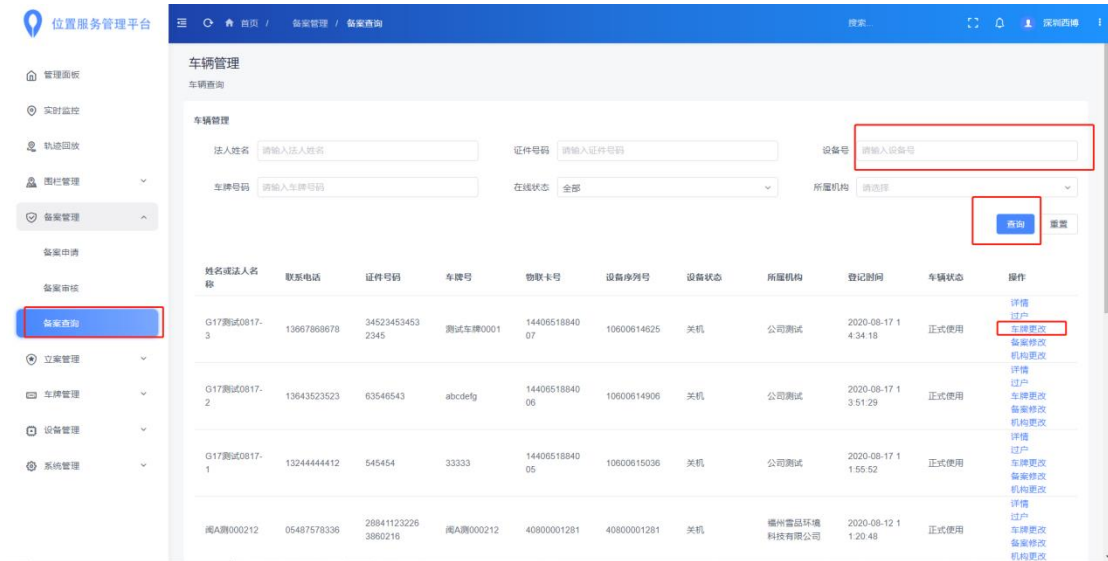 位置服务管理平台
首页 / 备案管理 / 备案查询
搜索...
深圳西博
管理面板
实时监控
轨迹回放
围栏管理
备案管理
备案申请
备案审核
备案查询
立案管理
车牌管理
设备管理
系统管理
车辆管理
车辆查询
车辆管理
法人姓名 请输入法人姓名 证件号码 请输入证件号码 设备号 请输入设备号
车牌号码 请输入车牌号码 在线状态 全部 所属机构 请选择
查询 重置
姓名或法人名称 联系电话 证件号码 车牌号 物联卡号 设备序列号 设备状态 所属机构 登记时间 车辆状态 操作
G17测试0817-3 13667868678 345234534532345 测试车牌0001 1440651884007 10600614625 关机 公司测试 2020-08-17 14:34:18 正式使用
详情
过户
车牌更改
备案修改
机构更改
G17测试0817-2 13643523523 63546543 abcdefg 1440651884006 10600614906 关机 公司测试 2020-08-17 13:51:29 正式使用
详情
过户
车牌更改
备案修改
机构更改
G17测试0817-1 13244444412 545454 33333 1440651884005 10600615036 关机 公司测试 2020-08-17 11:55:52 正式使用
详情
过户
车牌更改
备案修改
机构更改
闽A测000212 05487578336 288411232263860216 闽A测000212 40800001281 40800001281 关机 福州雪品环境科技有限公司 2020-08-12 11:20:48 正式使用
详情
过户
车牌更改
备案修改
机构更改